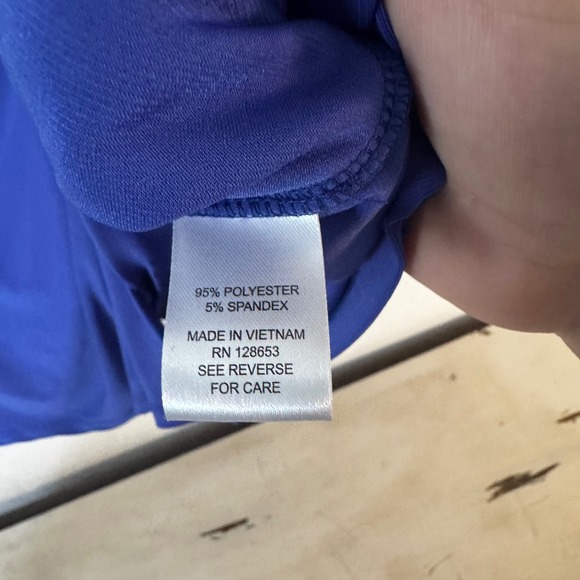 95% POLYESTER
5% SPANDEX
MADE IN VIETNAM
RN 128653
SEE REVERSE
FOR CARE